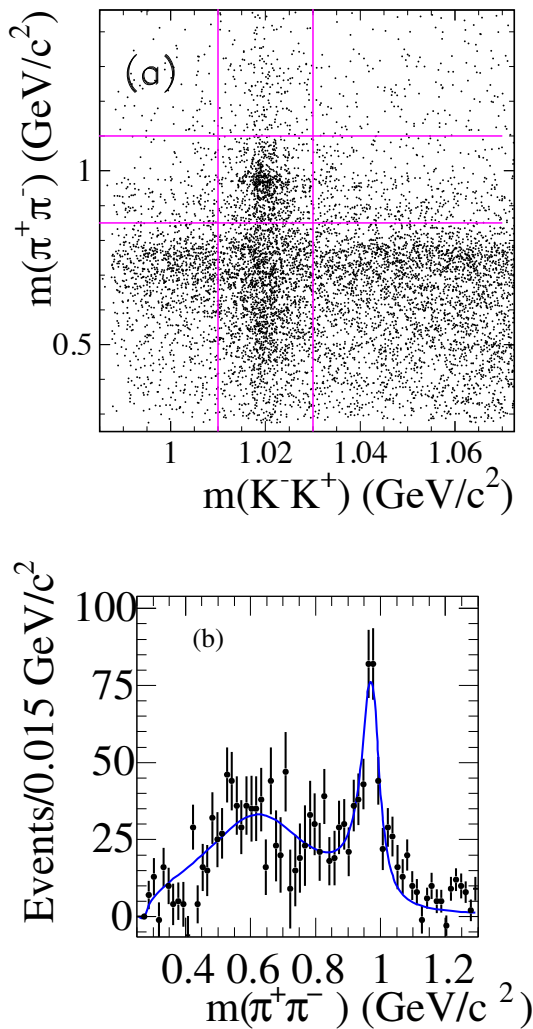 (a)
m(π⁺π⁻) (GeV/c²)
1
0.5
1 1.02 1.04 1.06
m(K⁻K⁺) (GeV/c²)
(b)
Events/0.015 GeV/c²
100
75
50
25
0
0.4 0.6 0.8 1 1.2
m(π⁺π⁻ ) (GeV/c ²)